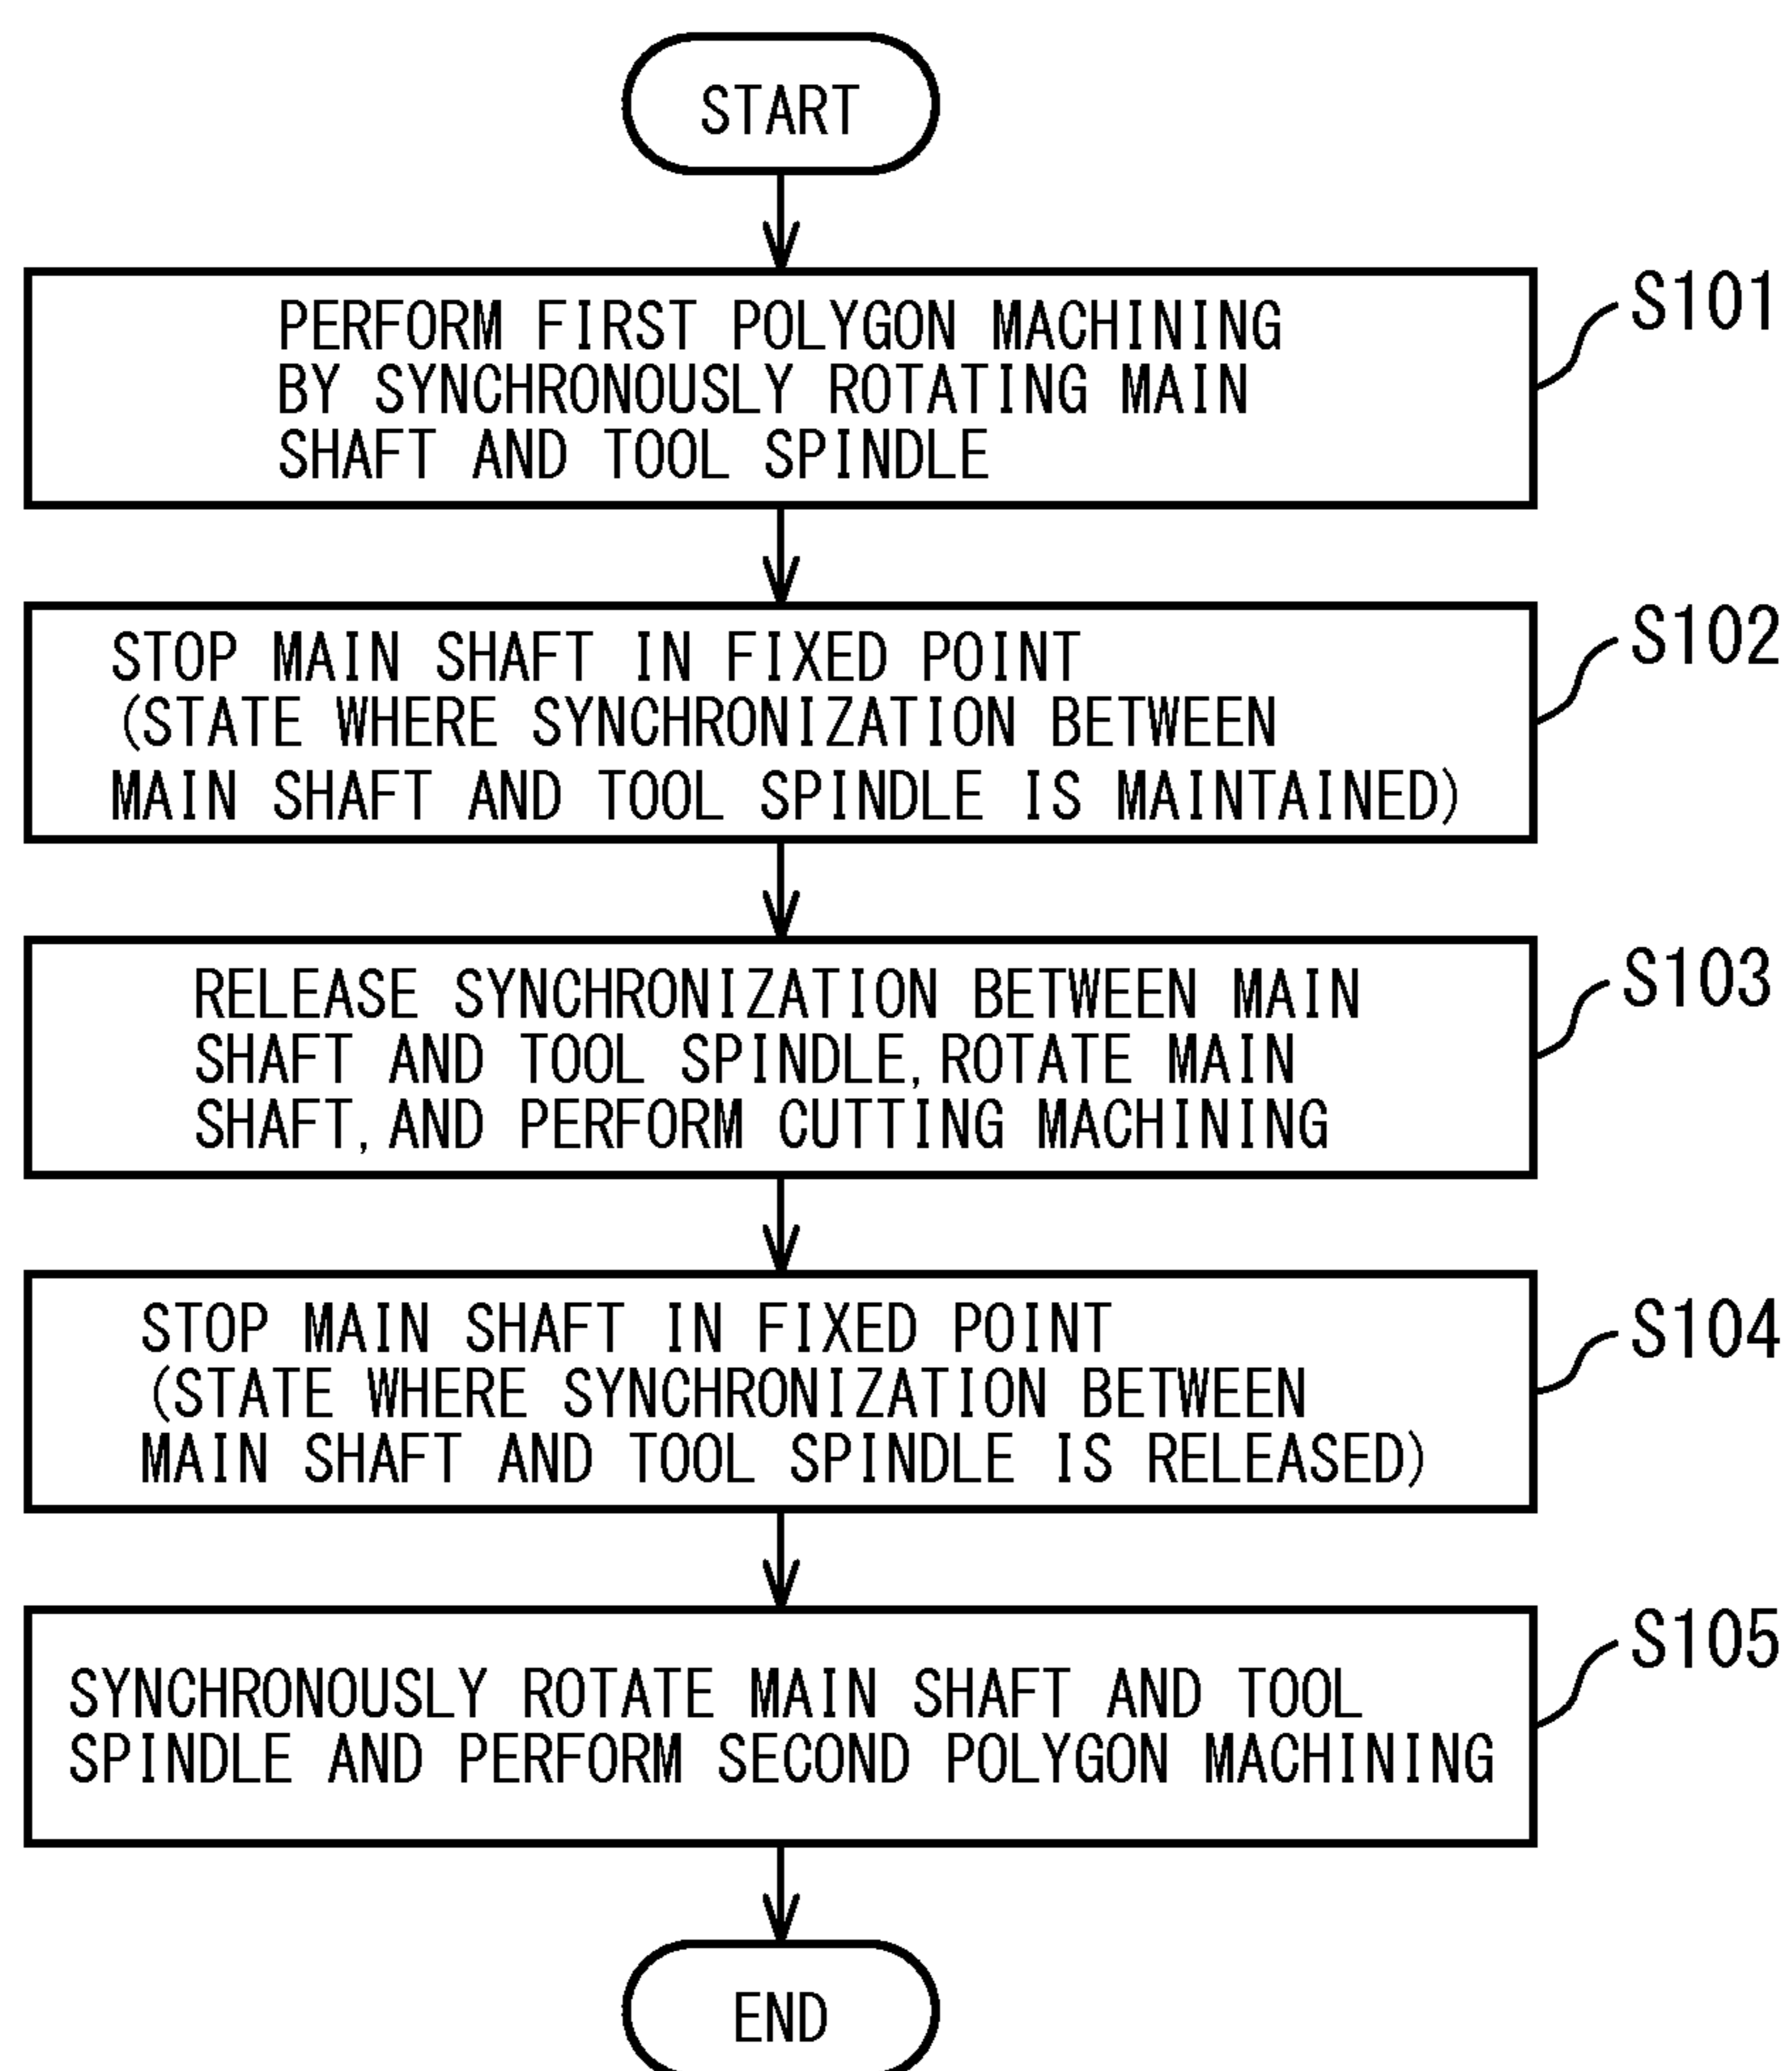 START
PERFORM FIRST POLYGON MACHINING
BY SYNCHRONOUSLY ROTATING MAIN
SHAFT AND TOOL SPINDLE
S101
STOP MAIN SHAFT IN FIXED POINT
(STATE WHERE SYNCHRONIZATION BETWEEN
MAIN SHAFT AND TOOL SPINDLE IS MAINTAINED)
S102
RELEASE SYNCHRONIZATION BETWEEN MAIN
SHAFT AND TOOL SPINDLE, ROTATE MAIN
SHAFT, AND PERFORM CUTTING MACHINING
S103
STOP MAIN SHAFT IN FIXED POINT
(STATE WHERE SYNCHRONIZATION BETWEEN
MAIN SHAFT AND TOOL SPINDLE IS RELEASED)
S104
SYNCHRONOUSLY ROTATE MAIN SHAFT AND TOOL
SPINDLE AND PERFORM SECOND POLYGON MACHINING
S105
END